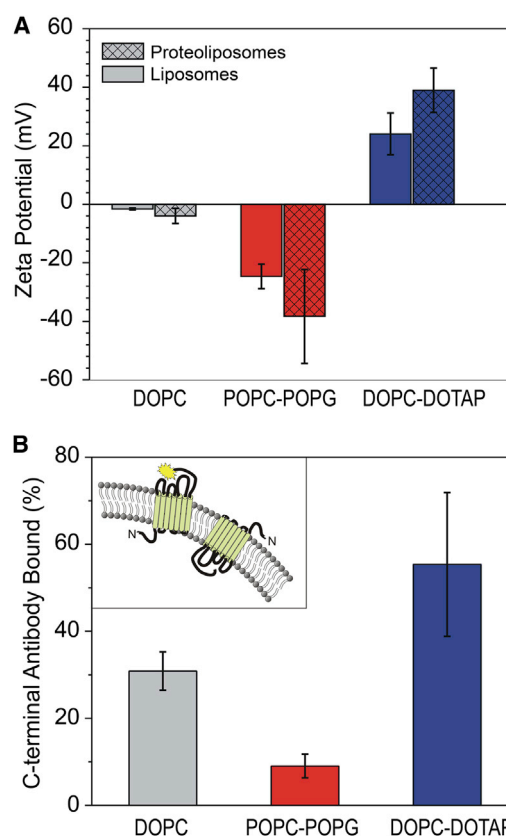 A
60
Proteoliposomes
Liposomes
40
20
0
-20
-40
-60
Zeta Potential (mV)
DOPC POPC-POPG DOPC-DOTAP
B
80
60
40
20
0
C-terminal Antibody Bound (%)
N N
DOPC POPC-POPG DOPC-DOTAP